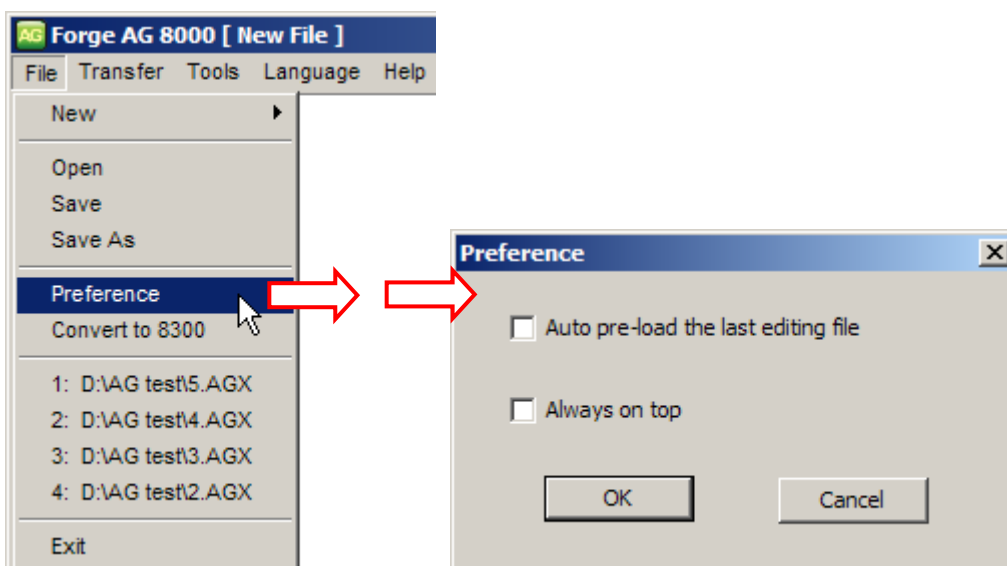 AG Forge AG 8000 [ New File ]
File Transfer Tools Language Help
New
Open
Save
Save As
Preference
Convert to 8300
1: D:\AG test\5.AGX
2: D:\AG test\4.AGX
3: D:\AG test\3.AGX
4: D:\AG test\2.AGX
Exit
Preference
Auto pre-load the last editing file
Always on top
OK Cancel